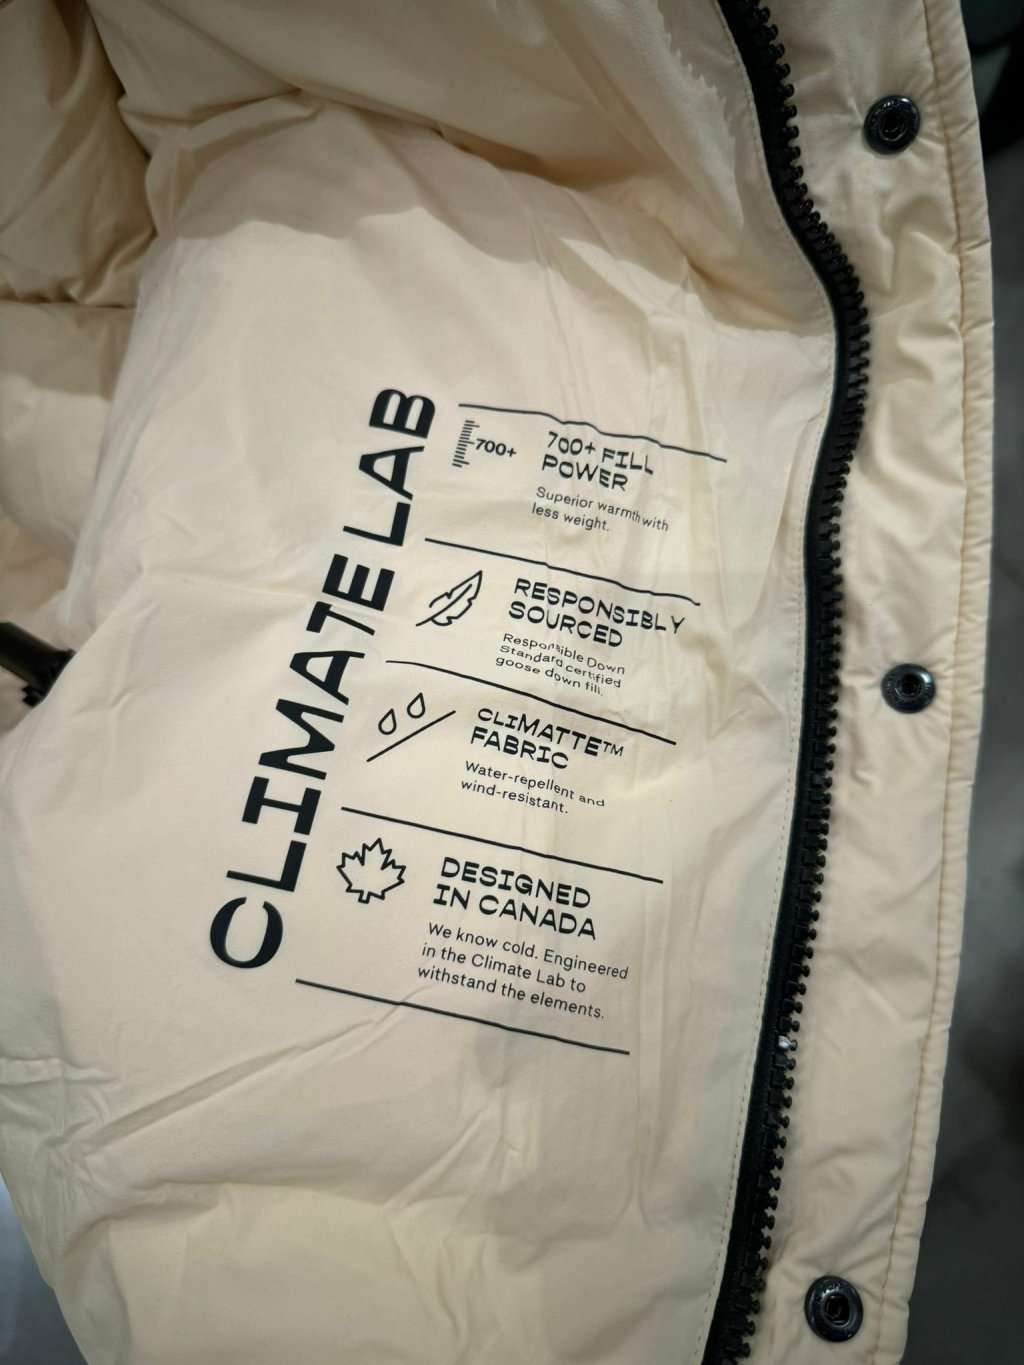 CLIMATE LAB
700+
700+ FILL
POWER
Superior warmth with
less weight.
RESPONSIBLY
SOURCED
Responsible Down
Standard certified
goose down fill.
CLIMATTE™
FABRIC
Water-repellent and
wind-resistant.
DESIGNED
IN CANADA
We know cold. Engineered
in the Climate Lab to
withstand the elements.